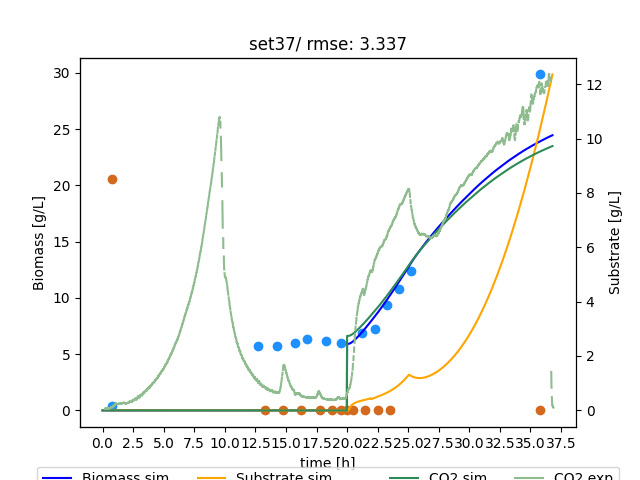 set37/ rmse: 3.337
30
25
20
15
10
5
0
Biomass [g/L]
12
10
8
6
4
2
0
Substrate [g/L]
0.0 2.5 5.0 7.5 10.0 12.5 15.0 17.5 20.0 22.5 25.0 27.5 30.0 32.5 35.0 37.5
time [h]
Biomass sim Substrate sim CO2 sim CO2 exp